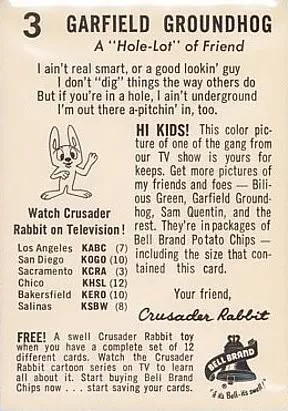 3 GARFIELD GROUNDHOG
A "Hole-Lot" of Friend
I ain't real smart, or a good lookin' guy
I don't "dig" things the way others do
But if you're in a hole, I ain't underground
I'm out there a-pitchin' in, too.
HI KIDS! This color pic-
ture of one of the gang from
our TV show is yours for
keeps. Get more pictures of
my friends and foes — Bili-
ous Green, Garfield Ground-
hog, Sam Quentin, and the
rest. They're in packages of
Bell Brand Potato Chips —
including the size that con-
tained this card.
Your friend,
Crusader Rabbit
Watch Crusader
Rabbit on Television!
Los Angeles KABC (7)
San Diego KOGO (10)
Sacramento KCRA (3)
Chico KHSL (12)
Bakersfield KERO (10)
Salinas KSBW (8)
FREE! A swell Crusader Rabbit toy
when you have a complete set of 12
different cards. Watch the Crusader
Rabbit cartoon series on TV to learn
all about it. Start buying Bell Brand
Chips now . . . start saving your cards.
BELL BRAND
"if it's Bell-its swell!"